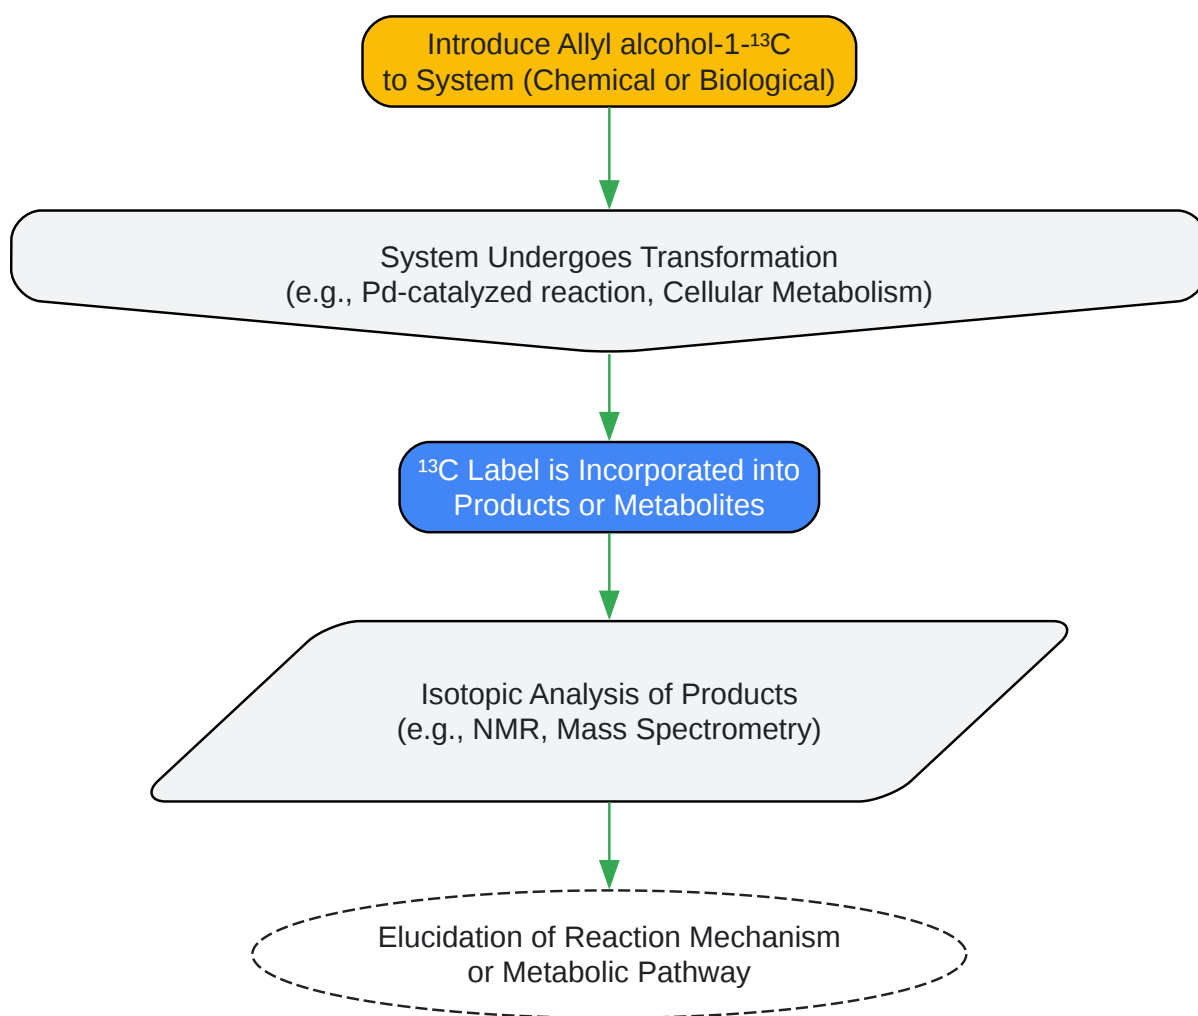 Introduce Allyl alcohol-1-¹³C
to System (Chemical or Biological)
System Undergoes Transformation
(e.g., Pd-catalyzed reaction, Cellular Metabolism)
¹³C Label is Incorporated into
Products or Metabolites
Isotopic Analysis of Products
(e.g., NMR, Mass Spectrometry)
Elucidation of Reaction Mechanism
or Metabolic Pathway